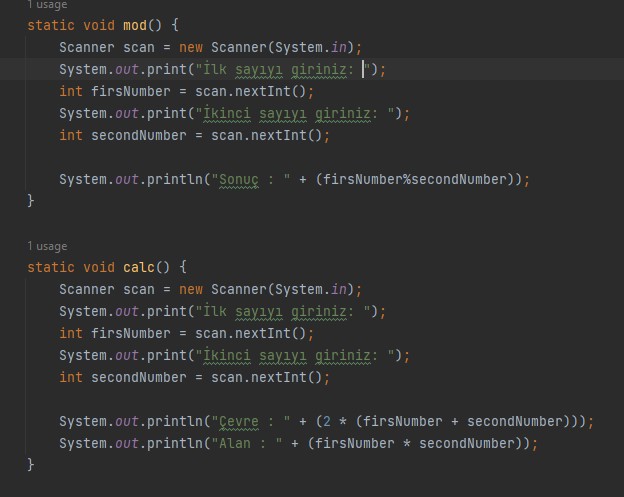 1 usage
static void mod() {
Scanner scan = new Scanner(System.in);
System.out.print("İlk sayıyı giriniz: ");
int firsNumber = scan.nextInt();
System.out.print("İkinci sayıyı giriniz: ");
int secondNumber = scan.nextInt();
System.out.println("Sonuç : " + (firsNumber%secondNumber));
}
1 usage
static void calc() {
Scanner scan = new Scanner(System.in);
System.out.print("İlk sayıyı giriniz: ");
int firsNumber = scan.nextInt();
System.out.print("İkinci sayıyı giriniz: ");
int secondNumber = scan.nextInt();
System.out.println("Çevre : " + (2 * (firsNumber + secondNumber)));
System.out.println("Alan : " + (firsNumber * secondNumber));
}